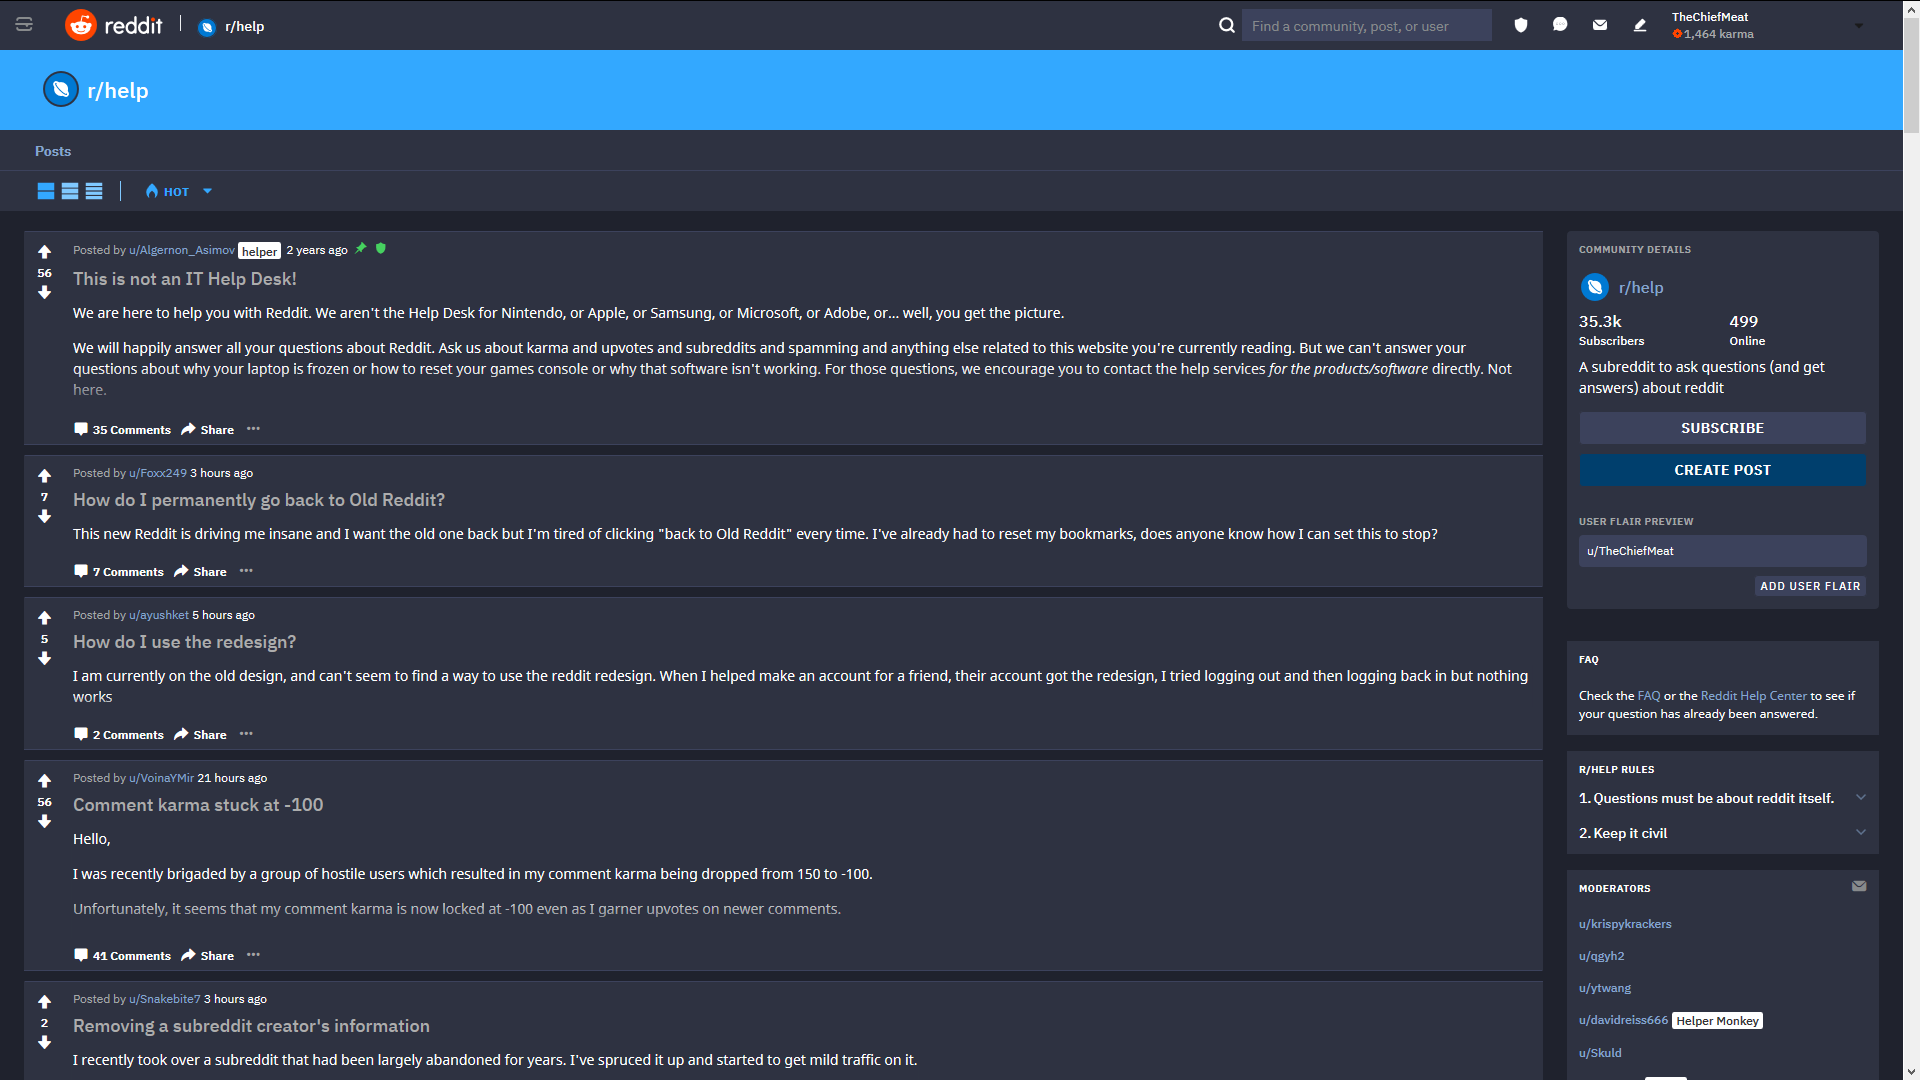 reddit
r/help
Find a community, post, or user
TheChiefMeat
1,464 karma
r/help
Posts
HOT
Posted by u/Algernon_Asimov helper 2 years ago
56
This is not an IT Help Desk!
We are here to help you with Reddit. We aren't the Help Desk for Nintendo, or Apple, or Samsung, or Microsoft, or Adobe, or... well, you get the picture.
We will happily answer all your questions about Reddit. Ask us about karma and upvotes and subreddits and spamming and anything else related to this website you're currently reading. But we can't answer your
questions about why your laptop is frozen or how to reset your games console or why that software isn't working. For those questions, we encourage you to contact the help services for the products/software directly. Not
here.
35 Comments Share
Posted by u/Foxx249 3 hours ago
7
How do I permanently go back to Old Reddit?
This new Reddit is driving me insane and I want the old one back but I'm tired of clicking "back to Old Reddit" every time. I've already had to reset my bookmarks, does anyone know how I can set this to stop?
7 Comments Share
Posted by u/ayushket 5 hours ago
5
How do I use the redesign?
I am currently on the old design, and can't seem to find a way to use the reddit redesign. When I helped make an account for a friend, their account got the redesign, I tried logging out and then logging back in but nothing
works
2 Comments Share
Posted by u/VoinaYMir 21 hours ago
56
Comment karma stuck at -100
Hello,
I was recently brigaded by a group of hostile users which resulted in my comment karma being dropped from 150 to -100.
Unfortunately, it seems that my comment karma is now locked at -100 even as I garner upvotes on newer comments.
41 Comments Share
Posted by u/Snakebite7 3 hours ago
2
Removing a subreddit creator's information
I recently took over a subreddit that had been largely abandoned for years. I've spruced it up and started to get mild traffic on it.
COMMUNITY DETAILS
r/help
35.3k 499
Subscribers Online
A subreddit to ask questions (and get
answers) about reddit
SUBSCRIBE
CREATE POST
USER FLAIR PREVIEW
u/TheChiefMeat
ADD USER FLAIR
FAQ
Check the FAQ or the Reddit Help Center to see if
your question has already been answered.
R/HELP RULES
1. Questions must be about reddit itself.
2. Keep it civil
MODERATORS
u/krispykrackers
u/qgyh2
u/ytwang
u/davidreiss666 Helper Monkey
u/Skuld